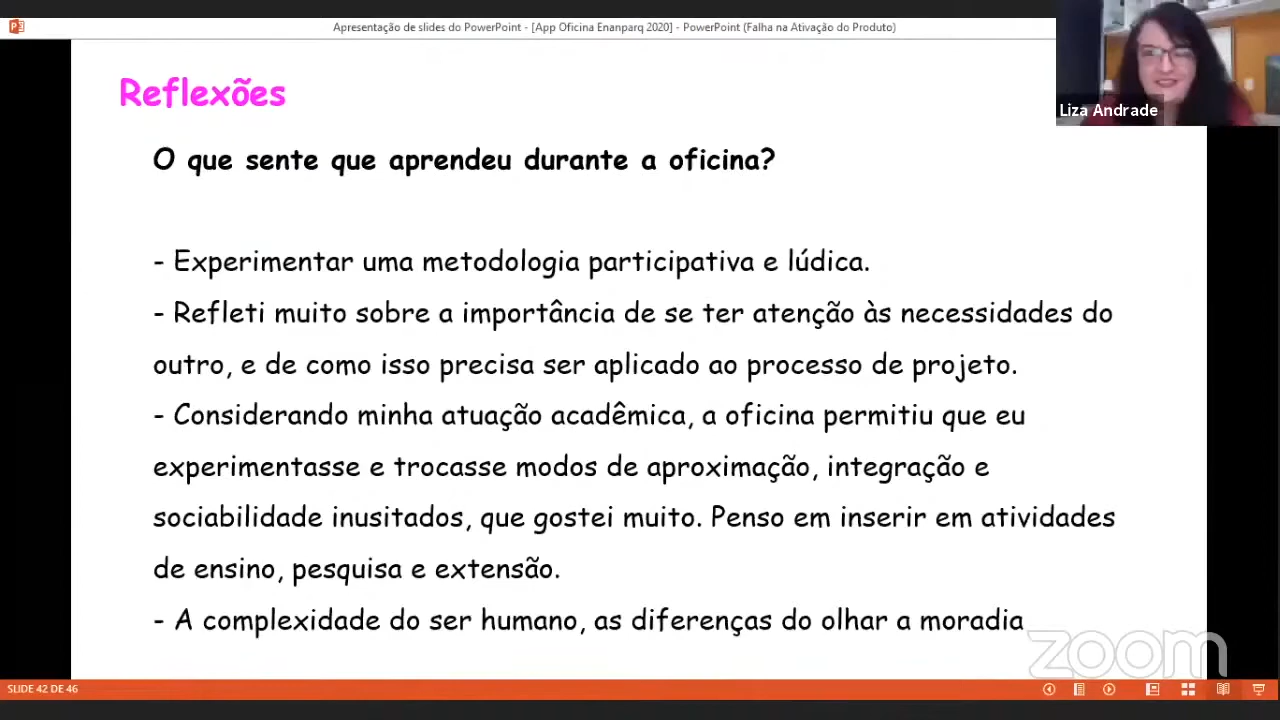 Apresentação de slides do PowerPoint - [App Oficina Enanparq 2020] - PowerPoint (Falha na Ativação do Produto)
Liza Andrade
Reflexões
O que sente que aprendeu durante a oficina?
- Experimentar uma metodologia participativa e lúdica.
- Refleti muito sobre a importância de se ter atenção às necessidades do
outro, e de como isso precisa ser aplicado ao processo de projeto.
- Considerando minha atuação acadêmica, a oficina permitiu que eu
experimentasse e trocasse modos de aproximação, integração e
sociabilidade inusitados, que gostei muito. Penso em inserir em atividades
de ensino, pesquisa e extensão.
- A complexidade do ser humano, as diferenças do olhar a moradia
zoom
SLIDE 42 DE 46